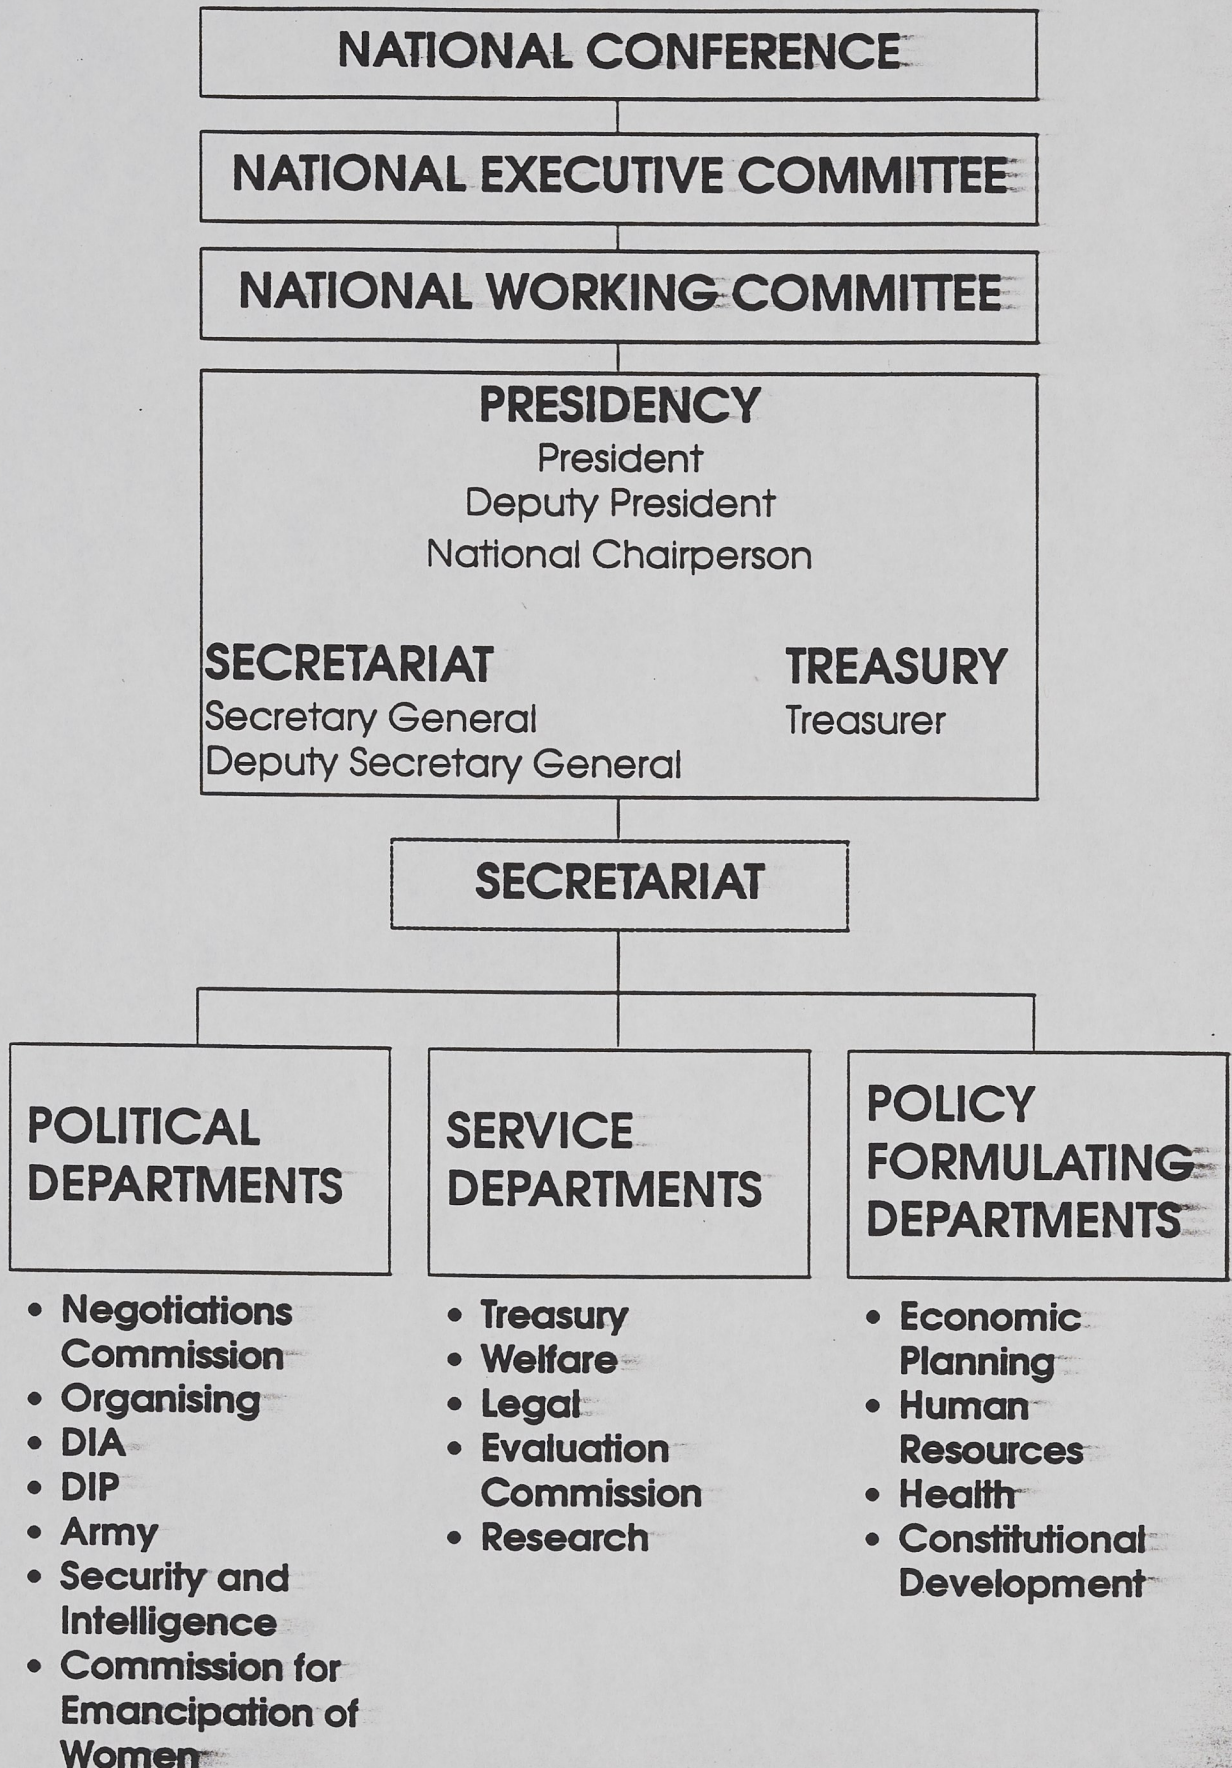 NATIONAL CONFERENCE
NATIONAL EXECUTIVE COMMITTEE
NATIONAL WORKING COMMITTEE
PRESIDENCY
President
Deputy President
National Chairperson
SECRETARIAT
Secretary General
Deputy Secretary General
TREASURY
Treasurer
SECRETARIAT
POLITICAL
DEPARTMENTS
• Negotiations
Commission
• Organising
• DIA
• DIP
• Army
• Security and
Intelligence
• Commission for
Emancipation of
Women
SERVICE
DEPARTMENTS
• Treasury
• Welfare
• Legal
• Evaluation
Commission
• Research
POLICY
FORMULATING
DEPARTMENTS
• Economic
Planning
• Human
Resources
• Health
• Constitutional
Development